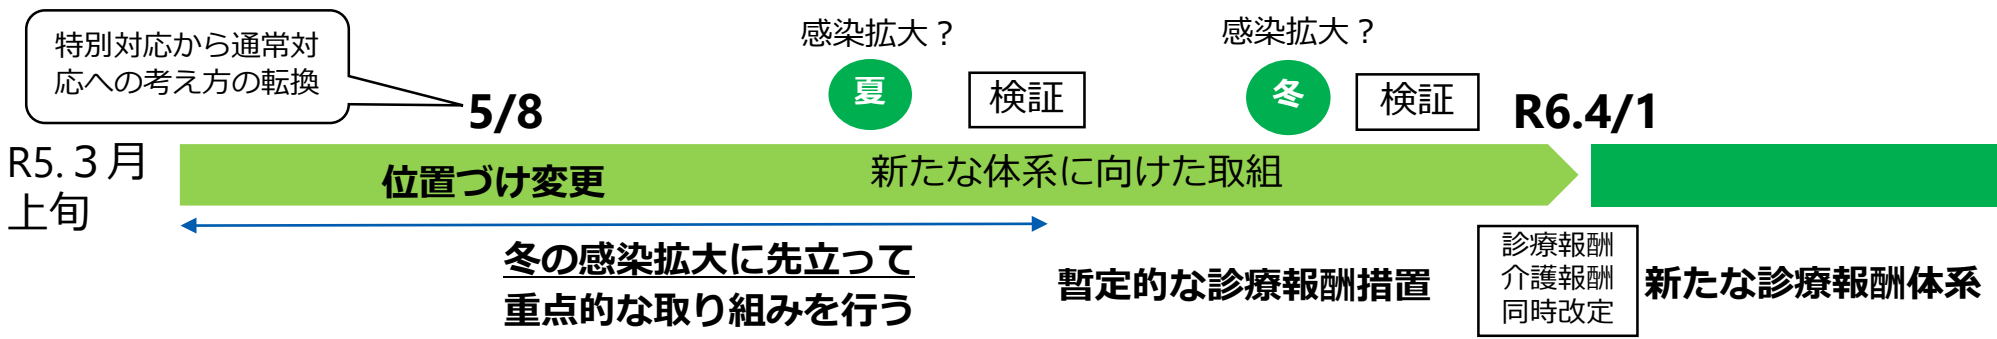 特別対応から通常対
応への考え方の転換
感染拡大？
感染拡大？
夏
検証
冬
検証
5/8
R6.4/1
R5.３月
上旬
位置づけ変更
新たな体系に向けた取組
冬の感染拡大に先立って
重点的な取り組みを行う
暫定的な診療報酬措置
診療報酬
介護報酬
同時改定
新たな診療報酬体系